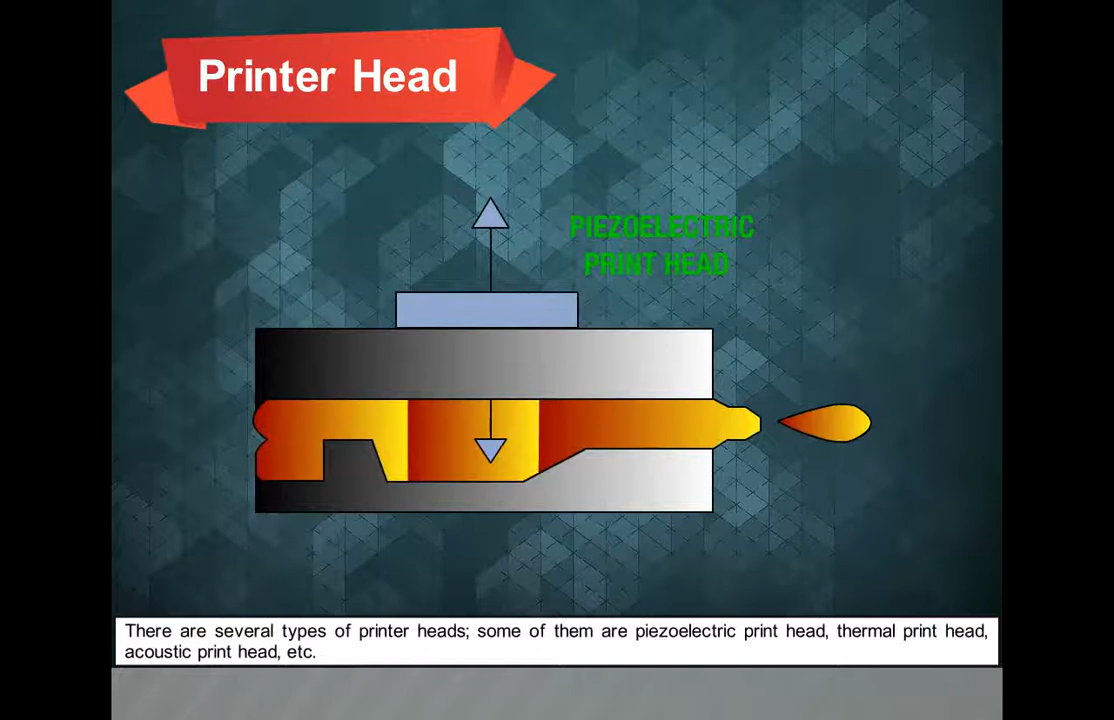 Printer Head
PIEZOELECTRIC
PRINT HEAD
There are several types of printer heads; some of them are piezoelectric print head, thermal print head,
acoustic print head, etc.